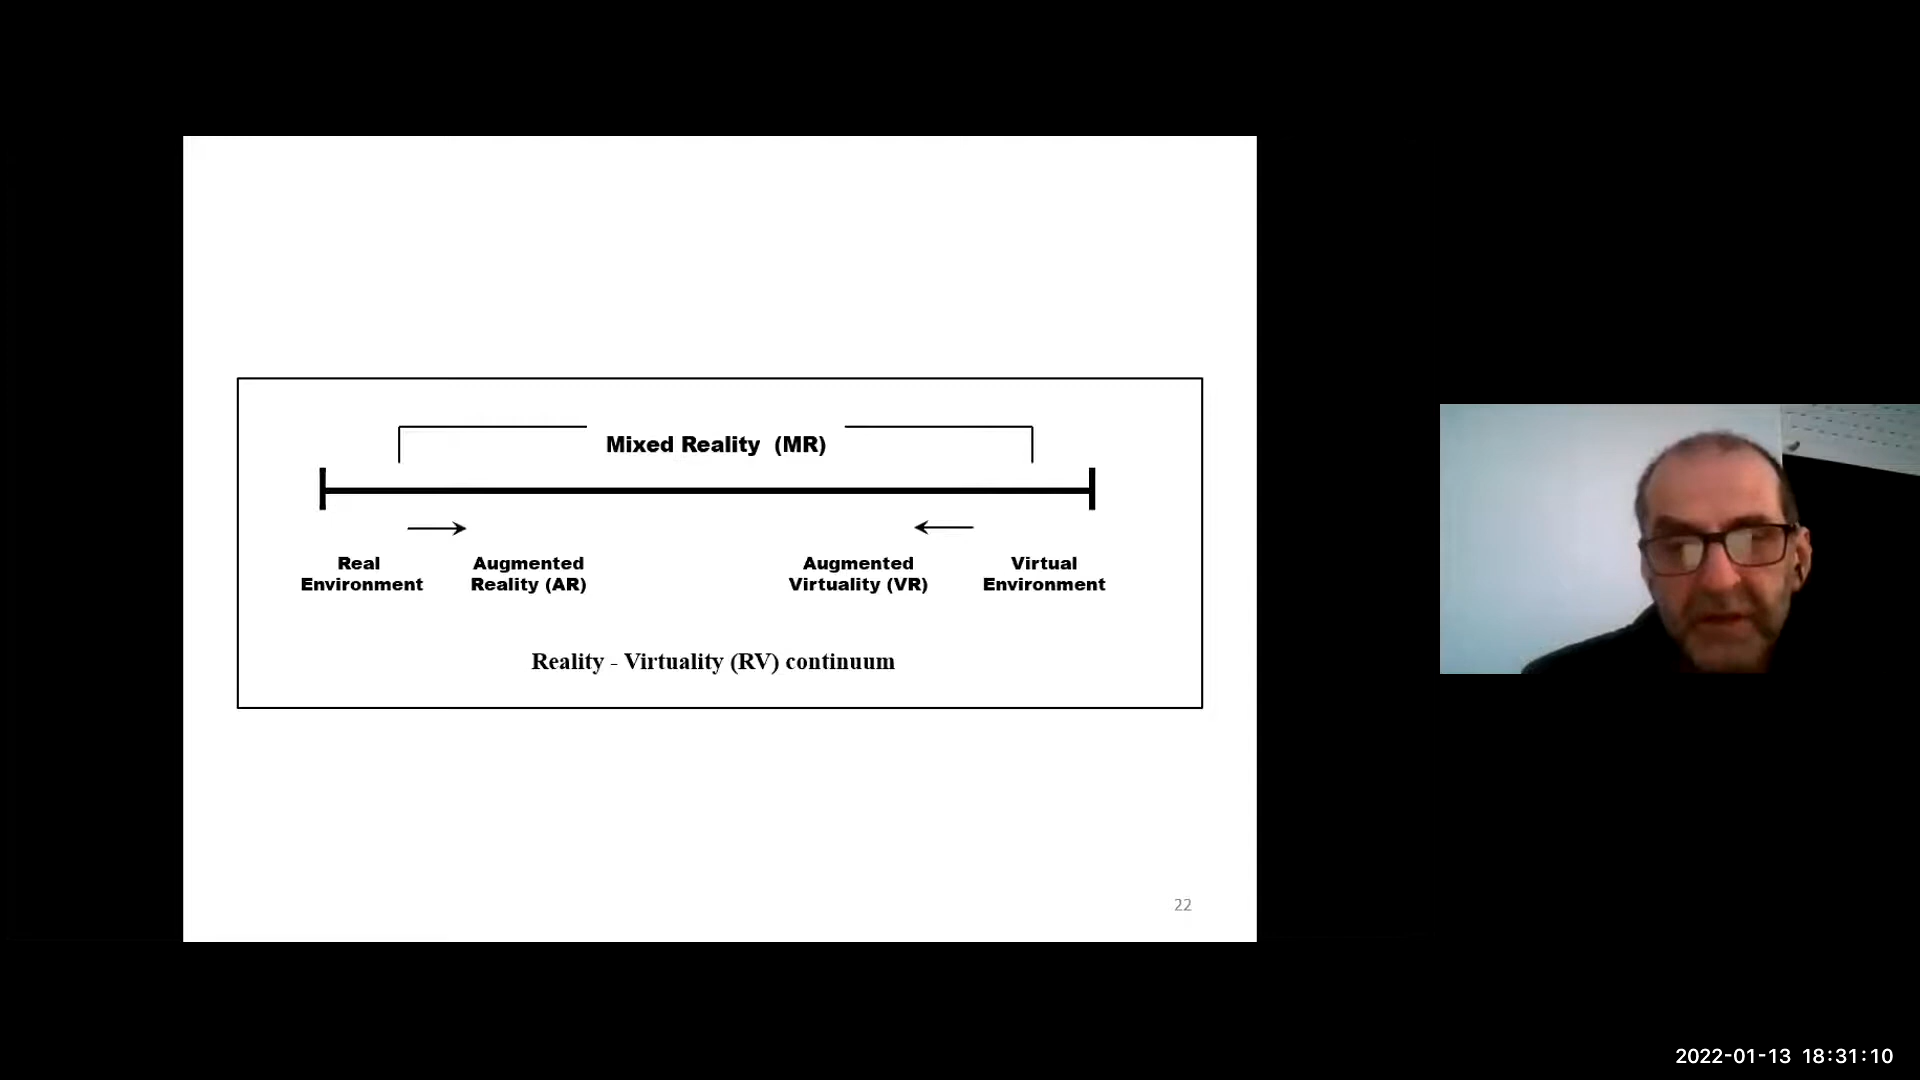 Mixed Reality (MR)
Real Environment
Augmented Reality (AR)
Augmented Virtuality (VR)
Virtual Environment
Reality - Virtuality (RV) continuum
22
2022-01-13 18:31:10